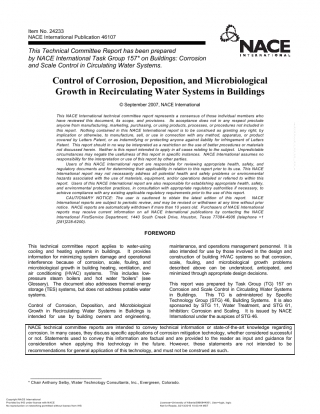 Item No. 24233
NACE International Publication 46107
This Technical Committee Report has been prepared
by NACE International Task Group 157* on Buildings: Corrosion
and Scale Control in Circulating Water Systems.
NACE
INTERNATIONAL
Control of Corrosion, Deposition, and Microbiological
Growth in Recirculating Water Systems in Buildings
© September 2007, NACE International
This NACE International technical committee report represents a consensus of those individual members who
have reviewed this document, its scope, and provisions. Its acceptance does not in any respect preclude
anyone from manufacturing, marketing, purchasing, or using products, processes, or procedures not included in
this report. Nothing contained in this NACE International report is to be construed as granting any right, by
implication or otherwise, to manufacture, sell, or use in connection with any method, apparatus, or product
covered by Letters Patent, or as indemnifying or protecting anyone against liability for infringement of Letters
Patent. This report should in no way be interpreted as a restriction on the use of better procedures or materials
not discussed herein. Neither is this report intended to apply in all cases relating to the subject. Unpredictable
circumstances may negate the usefulness of this report in specific instances. NACE International assumes no
responsibility for the interpretation or use of this report by other parties.
Users of this NACE International report are responsible for reviewing appropriate health, safety, and
regulatory documents and for determining their applicability in relation to this report prior to its use. This NACE
International report may not necessarily address all potential health and safety problems or environmental
hazards associated with the use of materials, equipment, and/or operations detailed or referred to within this
report. Users of this NACE International report are also responsible for establishing appropriate health, safety,
and environmental protection practices, in consultation with appropriate regulatory authorities if necessary, to
achieve compliance with any existing applicable regulatory requirements prior to the use of this report.
CAUTIONARY NOTICE: The user is cautioned to obtain the latest edition of this report. NACE
International reports are subject to periodic review, and may be revised or withdrawn at any time without prior
notice. NACE reports are automatically withdrawn if more than 10 years old. Purchasers of NACE International
reports may receive current information on all NACE International publications by contacting the NACE
International FirstService Department, 1440 South Creek Drive, Houston, Texas 77084-4906 (telephone +1
[281]228-6200).
FOREWORD
This technical committee report applies to water-using
cooling and heating systems in buildings. It provides
information for minimizing system damage and operational
interference because of corrosion, scale, fouling, and
microbiological growth in building heating, ventilation, and
air conditioning (HVAC) systems. This includes low-
pressure steam boilers and hot water "boilers" (see
Glossary). The document also addresses thermal energy
storage (TES) systems, but does not address potable water
systems.
Control of Corrosion, Deposition, and Microbiological
Growth in Recirculating Water Systems in Buildings is
intended for use by building owners and engineering,
maintenance, and operations management personnel. It is
also intended for use by those involved in the design and
construction of building HVAC systems so that corrosion,
scale, fouling, and microbiological growth problems
described above can be understood, anticipated, and
minimized through appropriate design decisions.
This report was prepared by Task Group (TG) 157 on
Corrosion and Scale Control in Circulating Water Systems
in Buildings. This TG is administered by Specific
Technology Group (STG) 46, Building Systems. It is also
sponsored by STG 11, Water Treatment, and STG 61,
Inhibition: Corrosion and Scaling. It is issued by NACE
International under the auspices of STG 46.
NACE technical committee reports are intended to convey technical information or state-of-the-art knowledge regarding
corrosion. In many cases, they discuss specific applications of corrosion mitigation technology, whether considered successful
or not. Statements used to convey this information are factual and are provided to the reader as input and guidance for
consideration when applying this technology in the future. However, these statements are not intended to be
recommendations for general application of this technology, and must not be construed as such.
* Chair Anthony Selby, Water Technology Consultants, Inc., Evergreen, Colorado.
Copyright NACE International